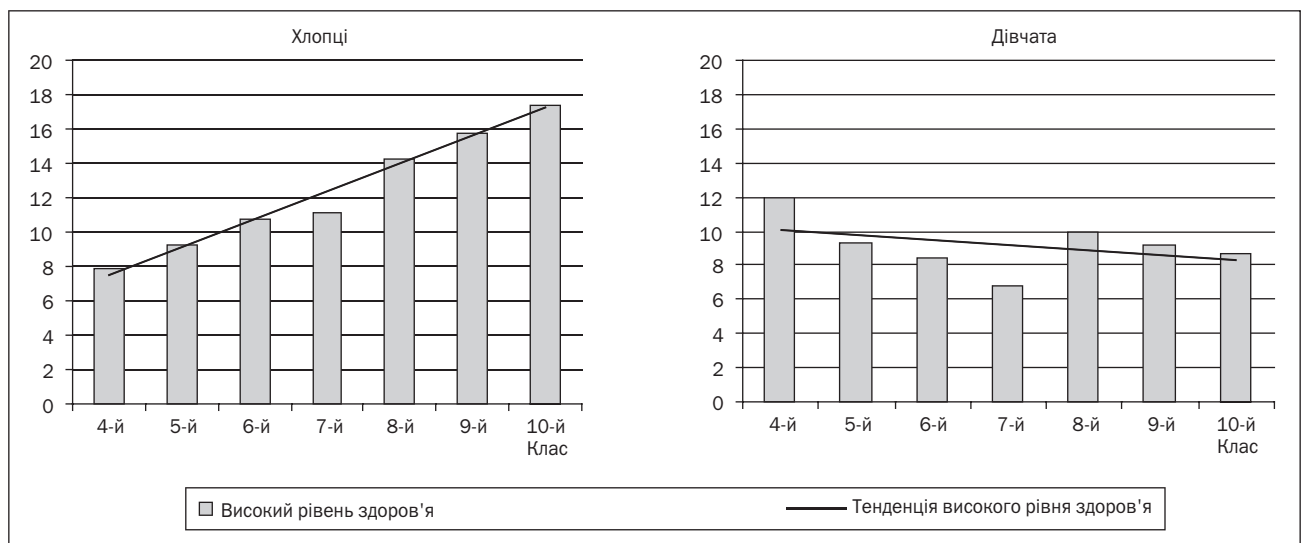 Хлопці
20
18
16
14
12
10
8
6
4
2
0
4-й 5-й 6-й 7-й 8-й 9-й 10-й
Клас
Дівчата
20
18
16
14
12
10
8
6
4
2
0
4-й 5-й 6-й 7-й 8-й 9-й 10-й
Клас
Високий рівень здоров'я
Тенденція високого рівня здоров'я